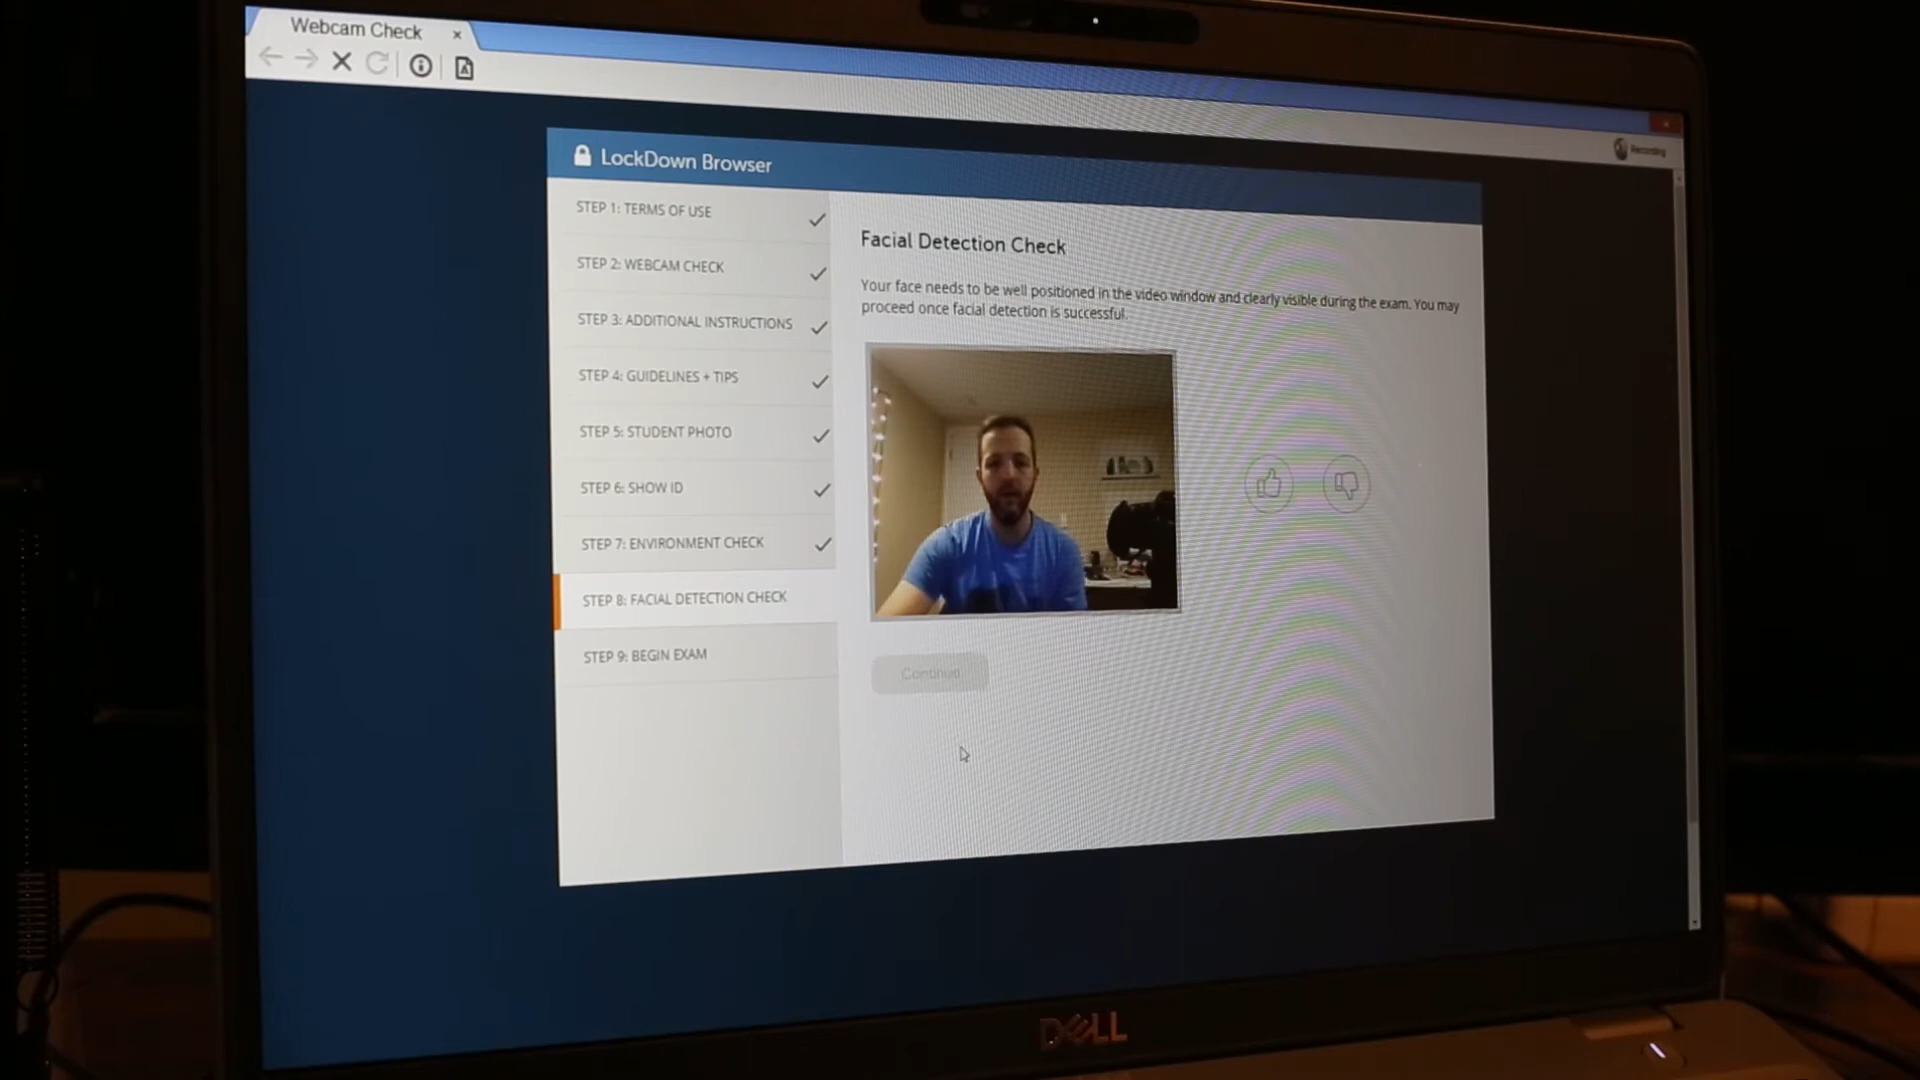 Webcam Check
Recording
LockDown Browser
STEP 1: TERMS OF USE
STEP 2: WEBCAM CHECK
STEP 3: ADDITIONAL INSTRUCTIONS
STEP 4: GUIDELINES + TIPS
STEP 5: STUDENT PHOTO
STEP 6: SHOW ID
STEP 7: ENVIRONMENT CHECK
STEP 8: FACIAL DETECTION CHECK
STEP 9: BEGIN EXAM
Facial Detection Check
Your face needs to be well positioned in the video window and clearly visible during the exam. You may
proceed once facial detection is successful.
Continue
DELL